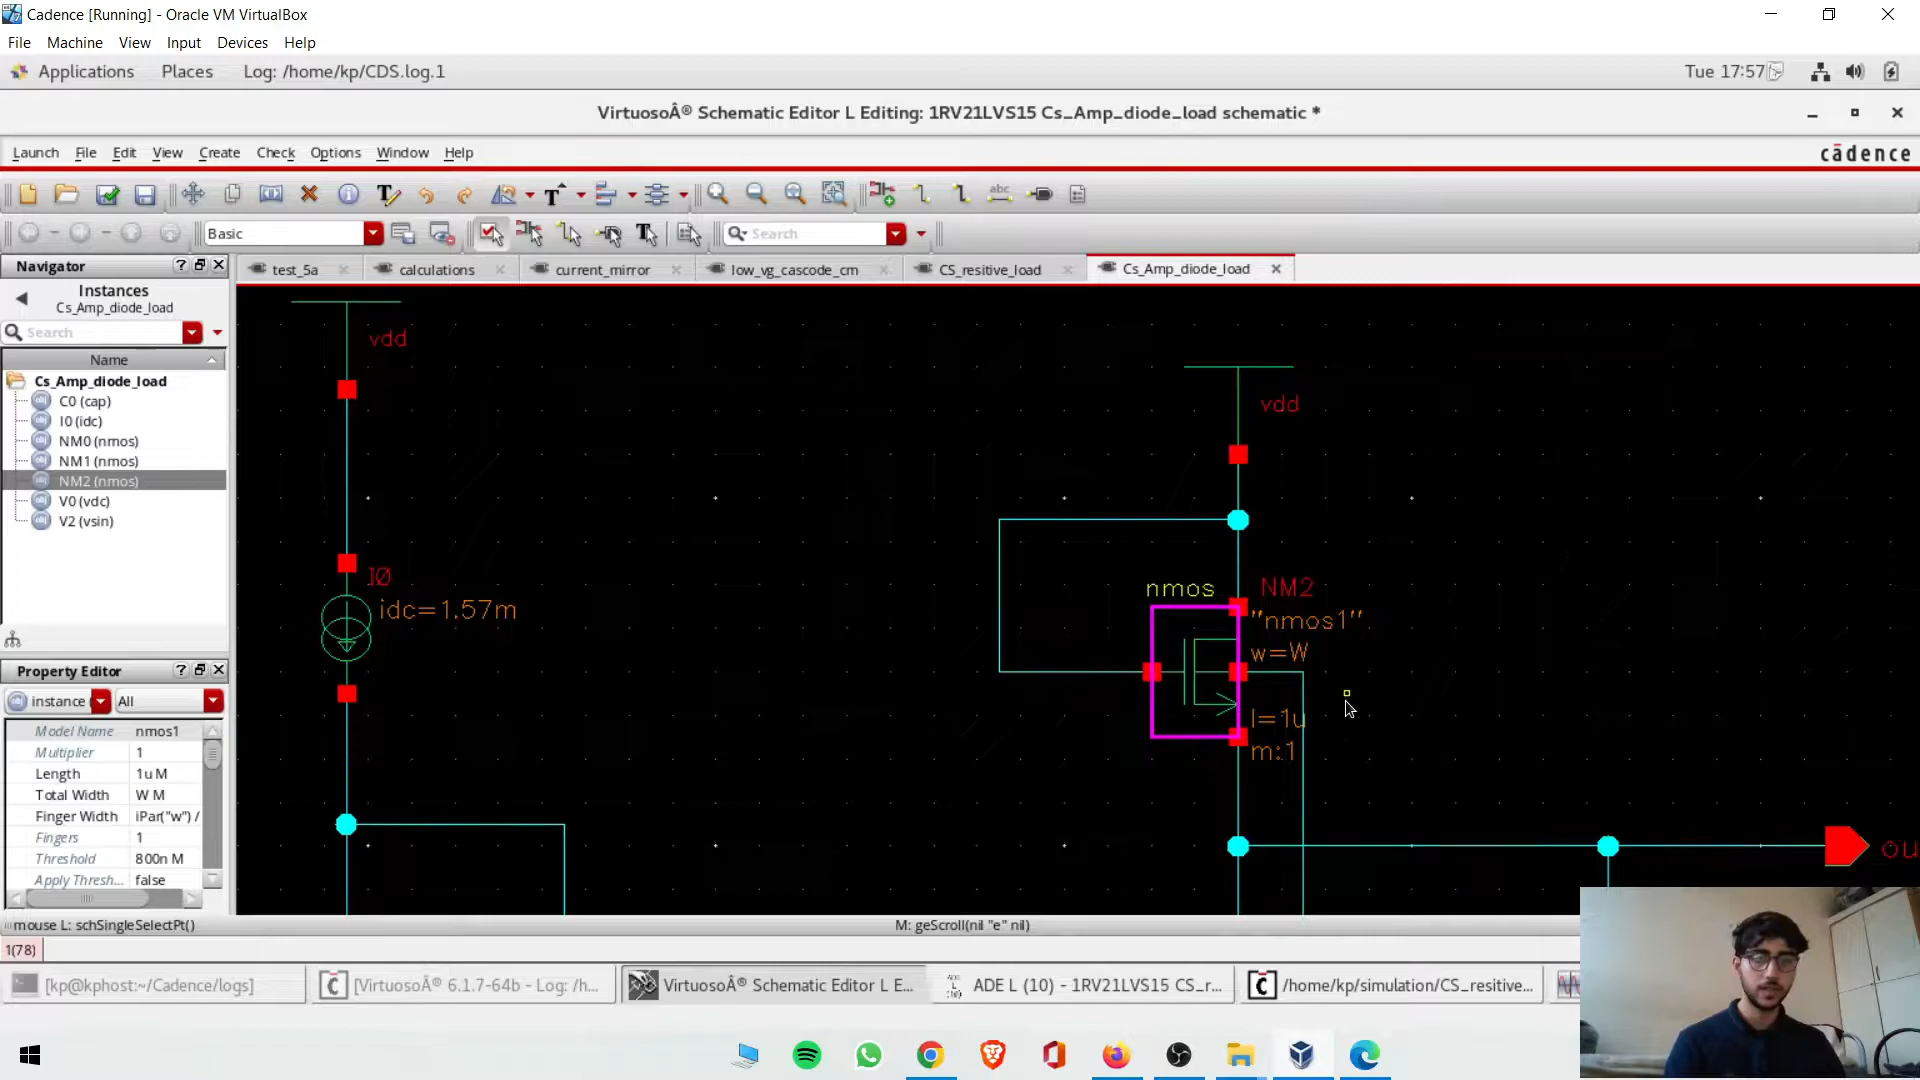 Cadence [Running] - Oracle VM VirtualBox
File Machine View Input Devices Help
Applications Places Log: /home/kp/CDS.log.1 Tue 17:57
VirtuosoÂ® Schematic Editor L Editing: 1RV21LVS15 Cs_Amp_diode_load schematic *
Launch File Edit View Create Check Options Window Help cādence
abc
Basic Search
Navigator
test_5a calculations current_mirror low_vg_cascode_cm CS_resitive_load Cs_Amp_diode_load
Instances
Cs_Amp_diode_load
Search
Name
Cs_Amp_diode_load
C0 (cap)
I0 (idc)
NM0 (nmos)
NM1 (nmos)
NM2 (nmos)
V0 (vdc)
V2 (vsin)
Property Editor
instance All
Model Name nmos1
Multiplier 1
Length 1u M
Total Width W M
Finger Width iPar("w") /
Fingers 1
Threshold 800n M
Apply Thresh... false
vdd
I0
idc=1.57m
vdd
nmos NM2
"nmos1"
w=W
l=1u
m:1
ou
mouse L: schSingleSelectPt() M: geScroll(nil "e" nil)
1(78)
[kp@kphost:~/Cadence/logs] [VirtuosoÂ® 6.1.7-64b - Log: /h... VirtuosoÂ® Schematic Editor L E... ADE L (10) - 1RV21LVS15 CS_r... /home/kp/simulation/CS_resitive...